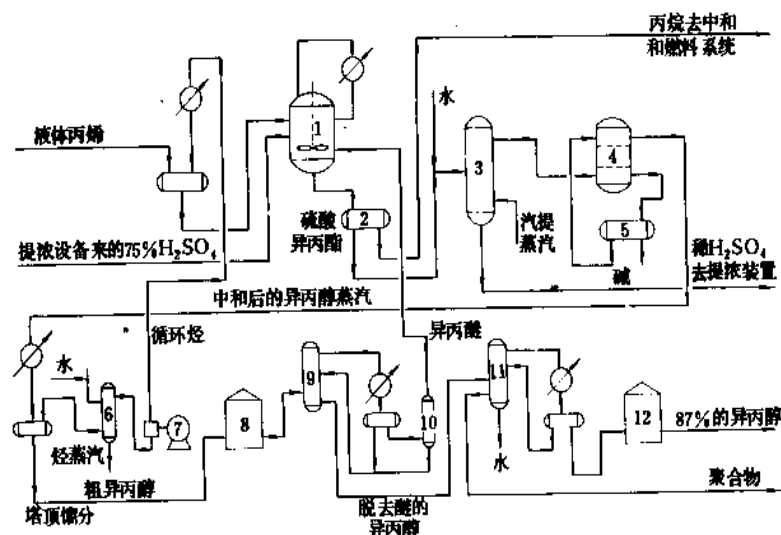 丙烷去中和
和燃料系统
水
液体丙烯
1
2
3
4
5
硫酸
异丙酯
汽提
蒸汽
提浓设备来的75%H₂SO₄
碱
稀H₂SO₄
去提浓装置
中和后的异丙醇蒸汽
循环烃
异丙醚
水
6
7
8
9
10
11
12
87%的异丙醇
烃蒸汽
水
粗异丙醇
聚合物
塔顶馏分
脱去醚的
异丙醇